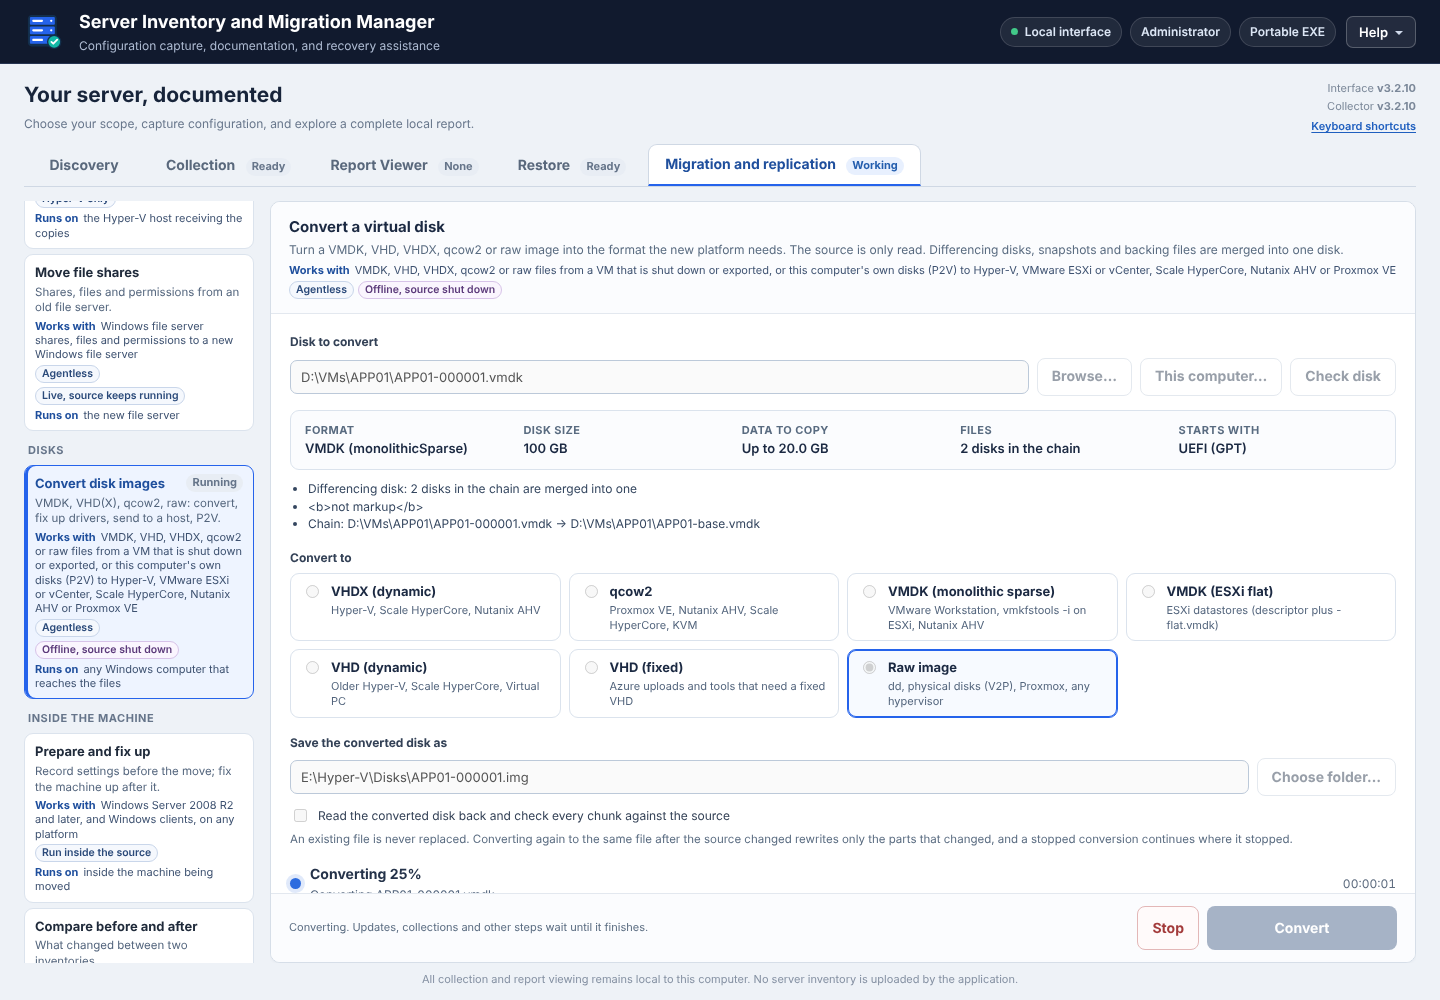 Server Inventory and Migration Manager
Configuration capture, documentation, and recovery assistance
Local interface
Administrator
Portable EXE
Help
Your server, documented
Choose your scope, capture configuration, and explore a complete local report.
Interface v3.2.10
Collector v3.2.10
Keyboard shortcuts
Discovery
Collection Ready
Report Viewer None
Restore Ready
Migration and replication Working
Runs on the Hyper-V host receiving the
copies
Move file shares
Shares, files and permissions from an
old file server.
Works with Windows file server
shares, files and permissions to a new
Windows file server
Agentless
Live, source keeps running
Runs on the new file server
DISKS
Convert disk images Running
VMDK, VHD(X), qcow2, raw: convert,
fix up drivers, send to a host, P2V.
Works with VMDK, VHD, VHDX, qcow2
or raw files from a VM that is shut down
or exported, or this computer's own
disks (P2V) to Hyper-V, VMware ESXi
or vCenter, Scale HyperCore, Nutanix
AHV or Proxmox VE
Agentless
Offline, source shut down
Runs on any Windows computer that
reaches the files
INSIDE THE MACHINE
Prepare and fix up
Record settings before the move; fix
the machine up after it.
Works with Windows Server 2008 R2
and later, and Windows clients, on any
platform
Run inside the source
Runs on inside the machine being
moved
Compare before and after
What changed between two
inventories
Convert a virtual disk
Turn a VMDK, VHD, VHDX, qcow2 or raw image into the format the new platform needs. The source is only read. Differencing disks, snapshots and backing files are merged into one disk.
Works with VMDK, VHD, VHDX, qcow2 or raw files from a VM that is shut down or exported, or this computer's own disks (P2V) to Hyper-V, VMware ESXi or vCenter, Scale HyperCore, Nutanix AHV or Proxmox VE
Agentless
Offline, source shut down
Disk to convert
D:\VMs\APP01\APP01-000001.vmdk
Browse...
This computer...
Check disk
FORMAT
VMDK (monolithicSparse)
DISK SIZE
100 GB
DATA TO COPY
Up to 20.0 GB
FILES
2 disks in the chain
STARTS WITH
UEFI (GPT)
• Differencing disk: 2 disks in the chain are merged into one
• <b>not markup</b>
• Chain: D:\VMs\APP01\APP01-000001.vmdk → D:\VMs\APP01\APP01-base.vmdk
Convert to
VHDX (dynamic)
Hyper-V, Scale HyperCore, Nutanix AHV
qcow2
Proxmox VE, Nutanix AHV, Scale
HyperCore, KVM
VMDK (monolithic sparse)
VMware Workstation, vmkfstools -i on
ESXi, Nutanix AHV
VMDK (ESXi flat)
ESXi datastores (descriptor plus -
flat.vmdk)
VHD (dynamic)
Older Hyper-V, Scale HyperCore, Virtual
PC
VHD (fixed)
Azure uploads and tools that need a fixed
VHD
Raw image
dd, physical disks (V2P), Proxmox, any
hypervisor
Save the converted disk as
E:\Hyper-V\Disks\APP01-000001.img
Choose folder...
Read the converted disk back and check every chunk against the source
An existing file is never replaced. Converting again to the same file after the source changed rewrites only the parts that changed, and a stopped conversion continues where it stopped.
Converting 25%
00:00:01
Converting. Updates, collections and other steps wait until it finishes.
Stop
Convert
All collection and report viewing remains local to this computer. No server inventory is uploaded by the application.